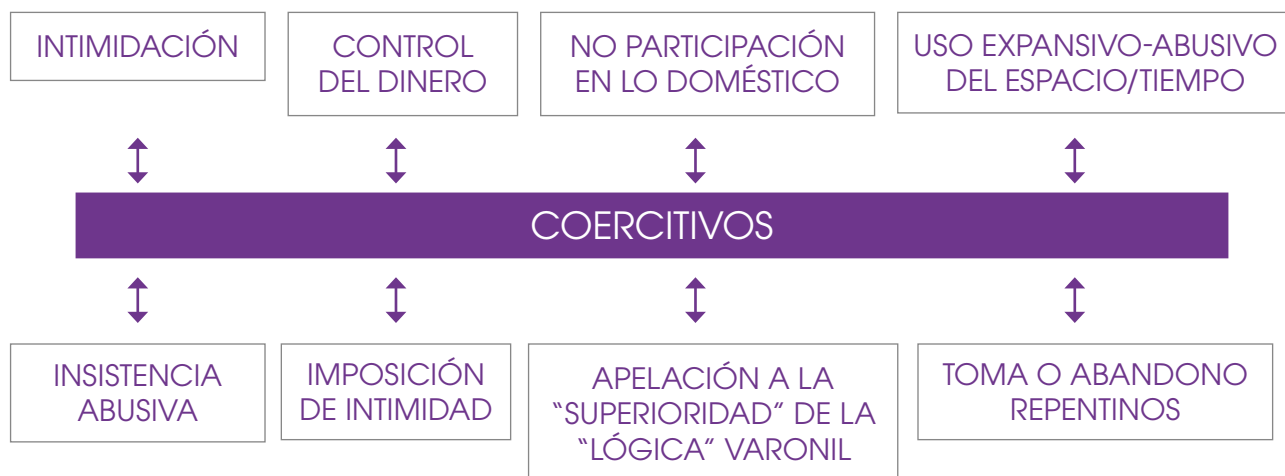 INTIMIDACIÓN
CONTROL
DEL DINERO
NO PARTICIPACIÓN
EN LO DOMÉSTICO
USO EXPANSIVO-ABUSIVO
DEL ESPACIO/TIEMPO
COERCITIVOS
INSISTENCIA
ABUSIVA
IMPOSICIÓN
DE INTIMIDAD
APELACIÓN A LA
“SUPERIORIDAD” DE LA
“LÓGICA” VARONIL
TOMA O ABANDONO
REPENTINOS